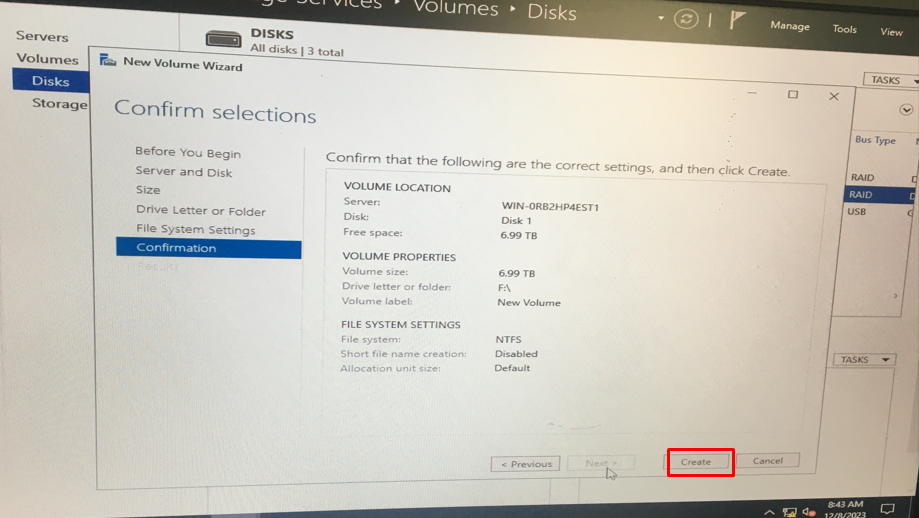 Services ‣ Volumes ‣ Disks
Manage Tools View
Servers
Volumes
Disks
Storage
DISKS
All disks | 3 total
TASKS
New Volume Wizard
Confirm selections
Before You Begin
Server and Disk
Size
Drive Letter or Folder
File System Settings
Confirmation
Results
Confirm that the following are the correct settings, and then click Create.
VOLUME LOCATION
Server: WIN-0RB2HP4EST1
Disk: Disk 1
Free space: 6.99 TB
VOLUME PROPERTIES
Volume size: 6.99 TB
Drive letter or folder: F:\
Volume label: New Volume
FILE SYSTEM SETTINGS
File system: NTFS
Short file name creation: Disabled
Allocation unit size: Default
< Previous Next > Create Cancel
Bus Type
RAID
RAID
USB
TASKS
8:43 AM
12/8/2023